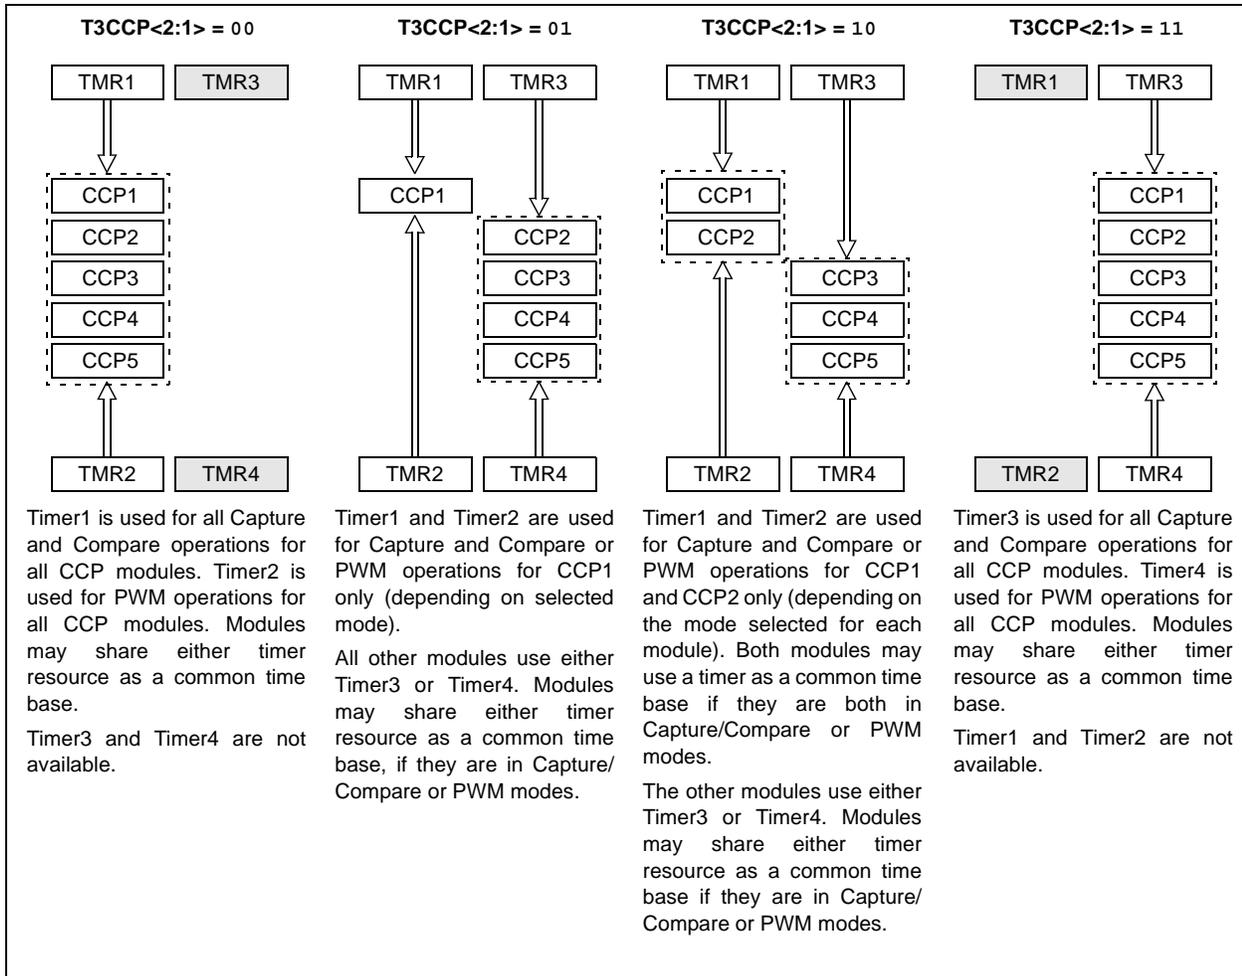 T3CCP<2:1> = 00
TMR1 TMR3
CCP1
CCP2
CCP3
CCP4
CCP5
TMR2 TMR4
Timer1 is used for all Capture
and Compare operations for
all CCP modules. Timer2 is
used for PWM operations for
all CCP modules. Modules
may share either timer
resource as a common time
base.
Timer3 and Timer4 are not
available.
T3CCP<2:1> = 01
TMR1 TMR3
CCP1
CCP2
CCP3
CCP4
CCP5
TMR2 TMR4
Timer1 and Timer2 are used
for Capture and Compare or
PWM operations for CCP1
only (depending on selected
mode).
All other modules use either
Timer3 or Timer4. Modules
may share either timer
resource as a common time
base, if they are in Capture/
Compare or PWM modes.
T3CCP<2:1> = 10
TMR1 TMR3
CCP1
CCP2
CCP3
CCP4
CCP5
TMR2 TMR4
Timer1 and Timer2 are used
for Capture and Compare or
PWM operations for CCP1
and CCP2 only (depending on
the mode selected for each
module). Both modules may
use a timer as a common time
base if they are both in
Capture/Compare or PWM
modes.
The other modules use either
Timer3 or Timer4. Modules
may share either timer
resource as a common time
base if they are in Capture/
Compare or PWM modes.
T3CCP<2:1> = 11
TMR1 TMR3
CCP1
CCP2
CCP3
CCP4
CCP5
TMR2 TMR4
Timer3 is used for all Capture
and Compare operations for
all CCP modules. Timer4 is
used for PWM operations for
all CCP modules. Modules
may share either timer
resource as a common time
base.
Timer1 and Timer2 are not
available.